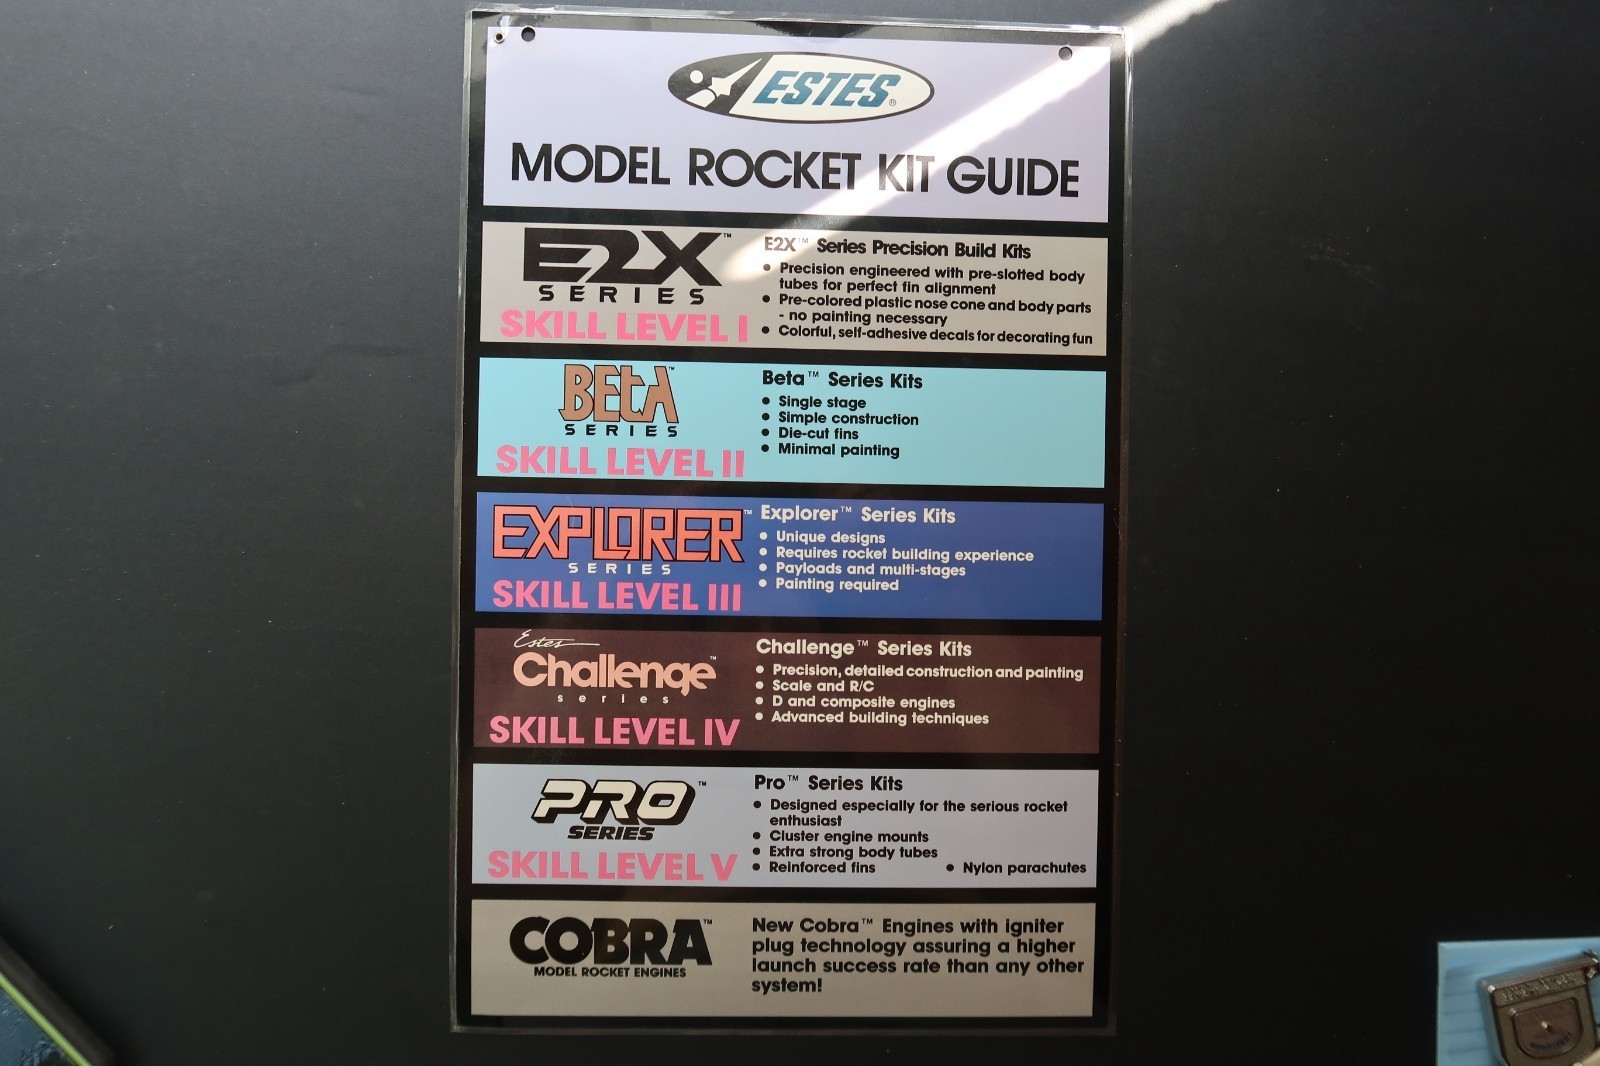 ESTES®
MODEL ROCKET KIT GUIDE
E2X™
SERIES
SKILL LEVEL I
E2X™ Series Precision Build Kits
• Precision engineered with pre-slotted body
tubes for perfect fin alignment
• Pre-colored plastic nose cone and body parts
- no painting necessary
• Colorful, self-adhesive decals for decorating fun
BEtA™
SERIES
SKILL LEVEL II
Beta™ Series Kits
• Single stage
• Simple construction
• Die-cut fins
• Minimal painting
EXPLORER™
SERIES
SKILL LEVEL III
Explorer™ Series Kits
• Unique designs
• Requires rocket building experience
• Payloads and multi-stages
• Painting required
Estes
Challenge™
series
SKILL LEVEL IV
Challenge™ Series Kits
• Precision, detailed construction and painting
• Scale and R/C
• D and composite engines
• Advanced building techniques
PRO™
SERIES
SKILL LEVEL V
Pro™ Series Kits
• Designed especially for the serious rocket
enthusiast
• Cluster engine mounts
• Extra strong body tubes
• Reinforced fins • Nylon parachutes
COBRA™
MODEL ROCKET ENGINES
New Cobra™ Engines with igniter
plug technology assuring a higher
launch success rate than any other
system!